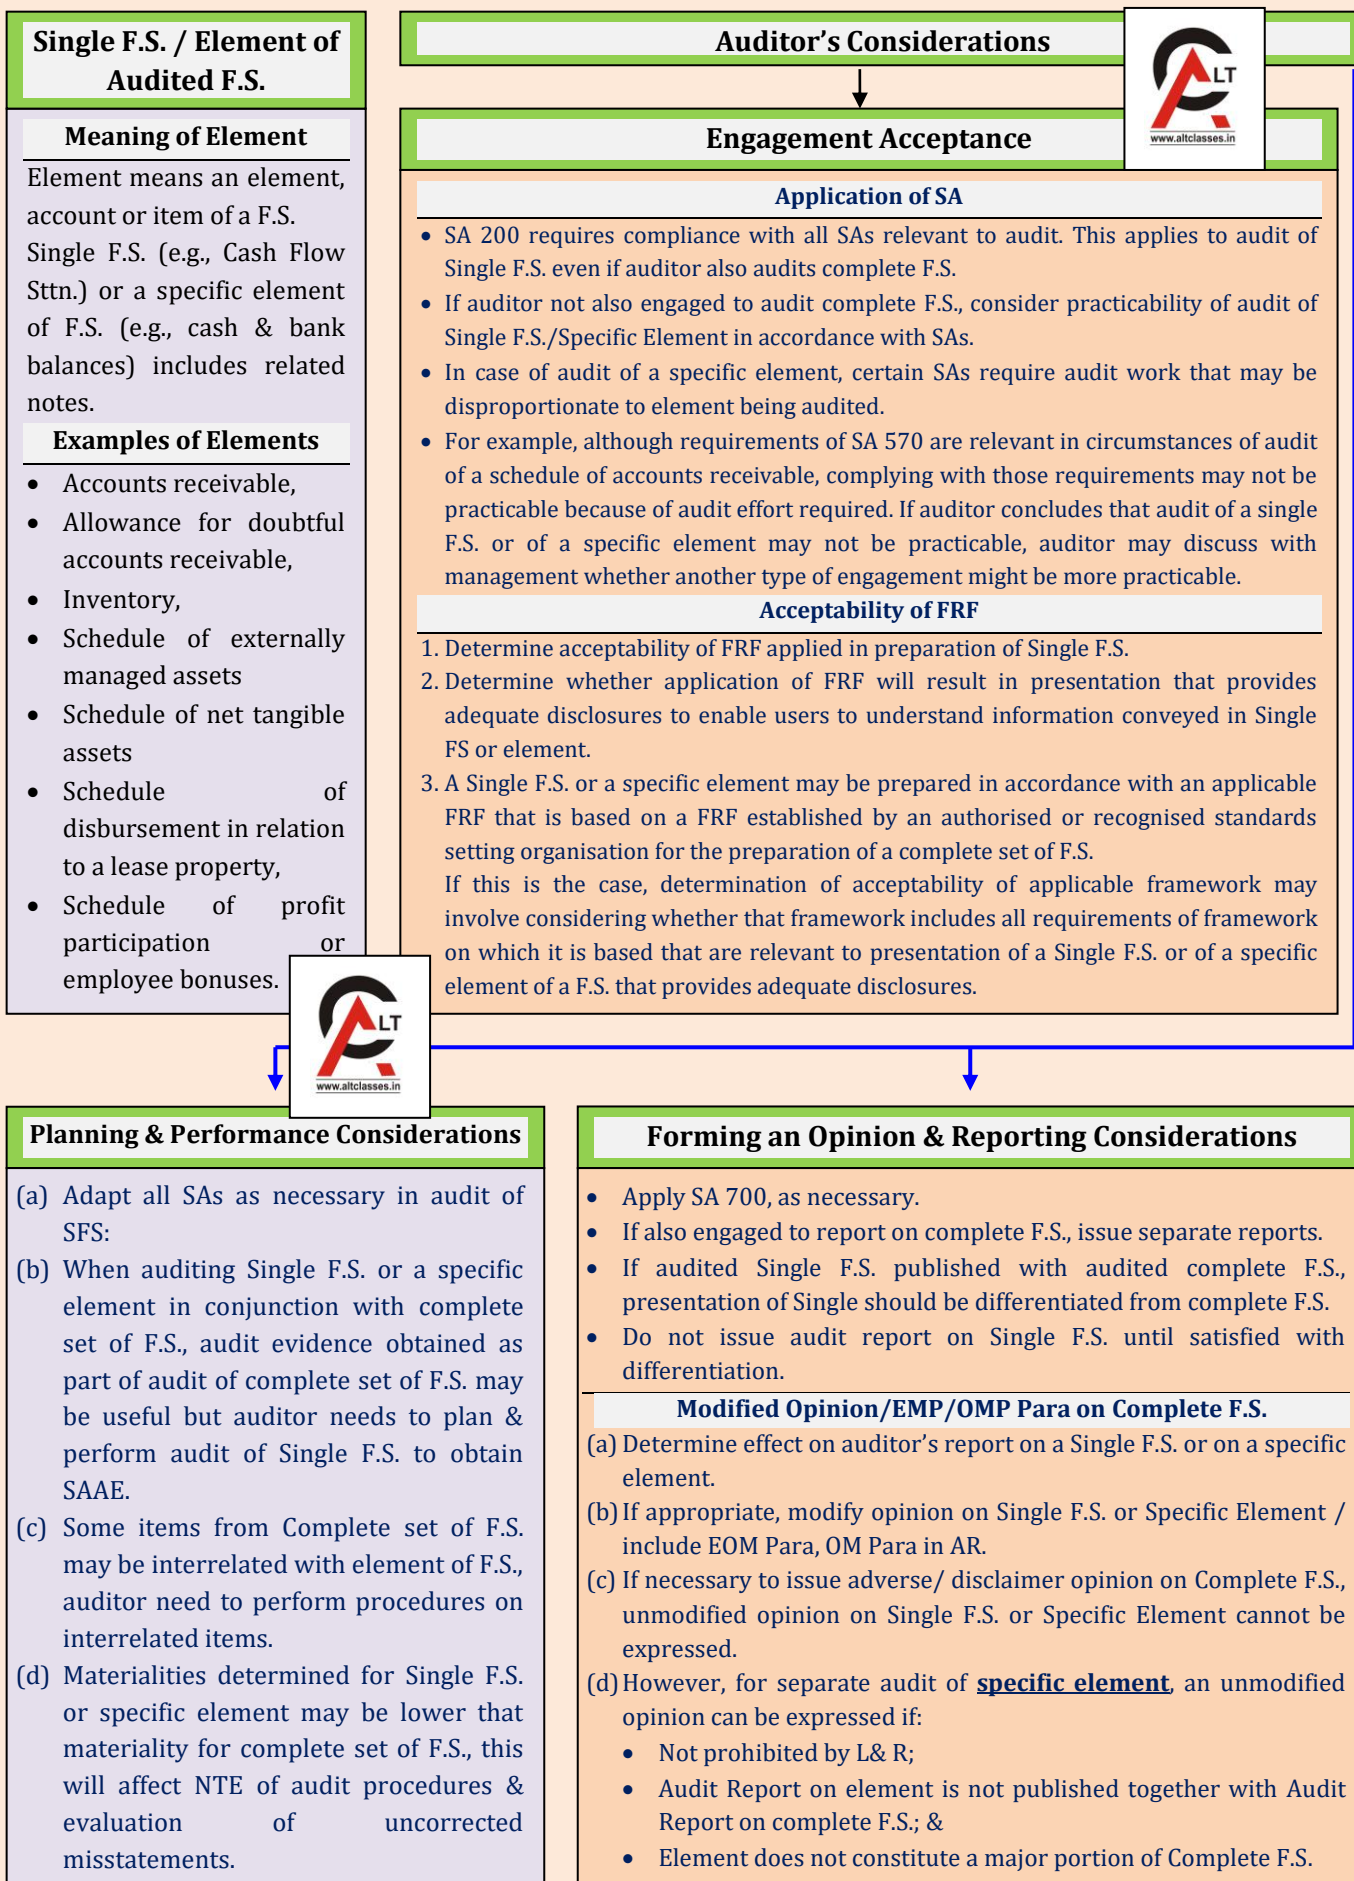 Single F.S. / Element of
Audited F.S.
Meaning of Element
Element means an element,
account or item of a F.S.
Single F.S. (e.g., Cash Flow
Sttn.) or a specific element
of F.S. (e.g., cash & bank
balances) includes related
notes.
Examples of Elements
• Accounts receivable,
• Allowance for doubtful
accounts receivable,
• Inventory,
• Schedule of externally
managed assets
• Schedule of net tangible
assets
• Schedule of
disbursement in relation
to a lease property,
• Schedule of profit
participation or
employee bonuses.
Auditor's Considerations
ALT
www.altclasses.in
Engagement Acceptance
Application of SA
• SA 200 requires compliance with all SAs relevant to audit. This applies to audit of
Single F.S. even if auditor also audits complete F.S.
• If auditor not also engaged to audit complete F.S., consider practicability of audit of
Single F.S./Specific Element in accordance with SAs.
• In case of audit of a specific element, certain SAs require audit work that may be
disproportionate to element being audited.
• For example, although requirements of SA 570 are relevant in circumstances of audit
of a schedule of accounts receivable, complying with those requirements may not be
practicable because of audit effort required. If auditor concludes that audit of a single
F.S. or of a specific element may not be practicable, auditor may discuss with
management whether another type of engagement might be more practicable.
Acceptability of FRF
1. Determine acceptability of FRF applied in preparation of Single F.S.
2. Determine whether application of FRF will result in presentation that provides
adequate disclosures to enable users to understand information conveyed in Single
FS or element.
3. A Single F.S. or a specific element may be prepared in accordance with an applicable
FRF that is based on a FRF established by an authorised or recognised standards
setting organisation for the preparation of a complete set of F.S.
If this is the case, determination of acceptability of applicable framework may
involve considering whether that framework includes all requirements of framework
on which it is based that are relevant to presentation of a Single F.S. or of a specific
element of a F.S. that provides adequate disclosures.
ALT
www.altclasses.in
Planning & Performance Considerations
(a) Adapt all SAs as necessary in audit of
SFS:
(b) When auditing Single F.S. or a specific
element in conjunction with complete
set of F.S., audit evidence obtained as
part of audit of complete set of F.S. may
be useful but auditor needs to plan &
perform audit of Single F.S. to obtain
SAAE.
(c) Some items from Complete set of F.S.
may be interrelated with element of F.S.,
auditor need to perform procedures on
interrelated items.
(d) Materialities determined for Single F.S.
or specific element may be lower that
materiality for complete set of F.S., this
will affect NTE of audit procedures &
evaluation of uncorrected
misstatements.
Forming an Opinion & Reporting Considerations
• Apply SA 700, as necessary.
• If also engaged to report on complete F.S., issue separate reports.
• If audited Single F.S. published with audited complete F.S.,
presentation of Single should be differentiated from complete F.S.
• Do not issue audit report on Single F.S. until satisfied with
differentiation.
Modified Opinion/EMP/OMP Para on Complete F.S.
(a) Determine effect on auditor's report on a Single F.S. or on a specific
element.
(b) If appropriate, modify opinion on Single F.S. or Specific Element /
include EOM Para, OM Para in AR.
(c) If necessary to issue adverse/ disclaimer opinion on Complete F.S.,
unmodified opinion on Single F.S. or Specific Element cannot be
expressed.
(d) However, for separate audit of specific element, an unmodified
opinion can be expressed if:
• Not prohibited by L& R;
• Audit Report on element is not published together with Audit
Report on complete F.S.; &
• Element does not constitute a major portion of Complete F.S.